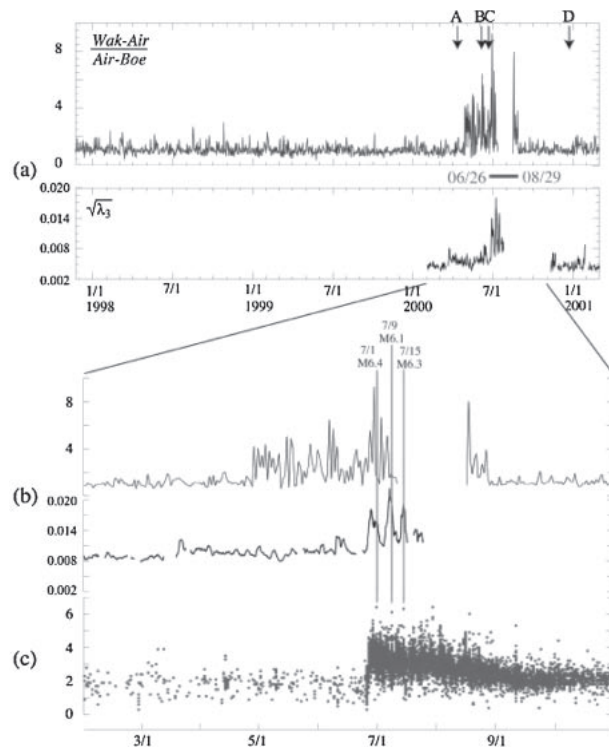 A BC D
8
Wak-Air
Air-Boe
4
0
(a)
06/26 08/29
0.020
√λ3
0.014
0.008
0.002
1/1 7/1 1/1 7/1 1/1 7/1 1/1
1998 1999 2000 2001
7/9
M6.1
7/1 7/15
M6.4 M6.3
8
4
(b)
0.020
0.014
0.008
0.002
6
4
(c)
2
0
3/1 5/1 7/1 9/1